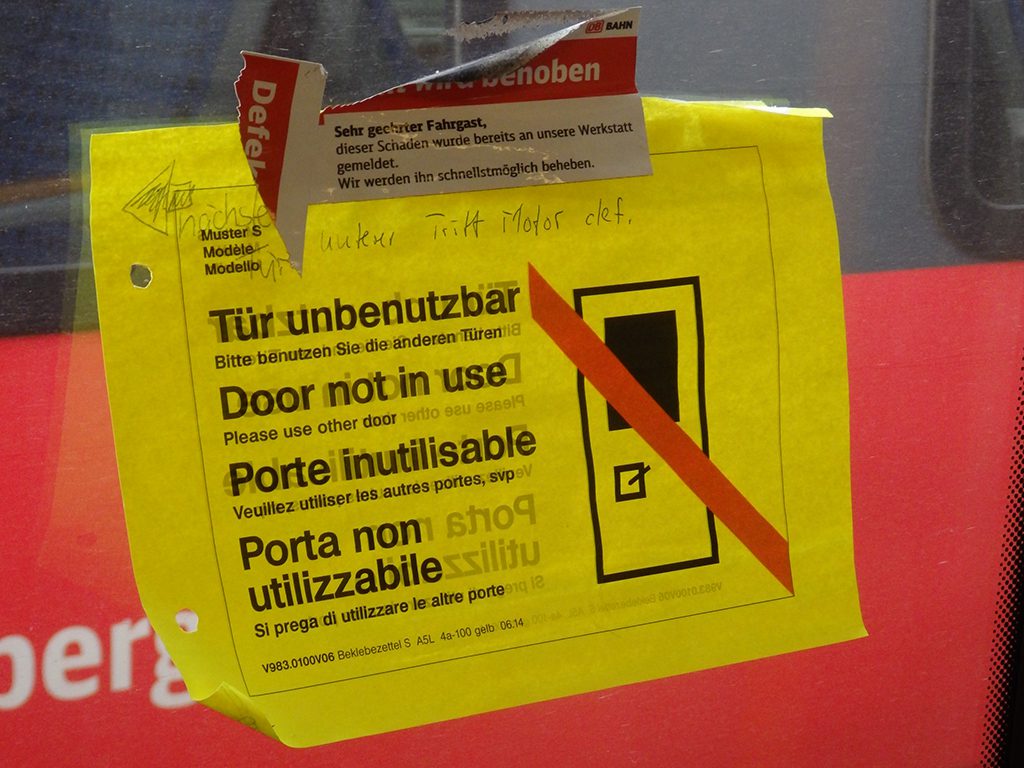 DB BAHN
wird behoben
Defek
Sehr geehrter Fahrgast,
dieser Schaden wurde bereits an unsere Werkstatt
gemeldet.
Wir werden ihn schnellstmöglich beheben.
nächste
Tür
unterer Tritt Motor def.
Muster S
Modèle
Modello
Tür unbenutzbar
Bitte benutzen Sie die anderen Türen
Door not in use
Please use other door
Porte inutilisable
Veuillez utiliser les autres portes, svp
Porta non
utilizzabile
Si prega di utilizzare le altre porte
V983.0100V06 Beklebezettel S A5L 4a-100 gelb 06.14
berg